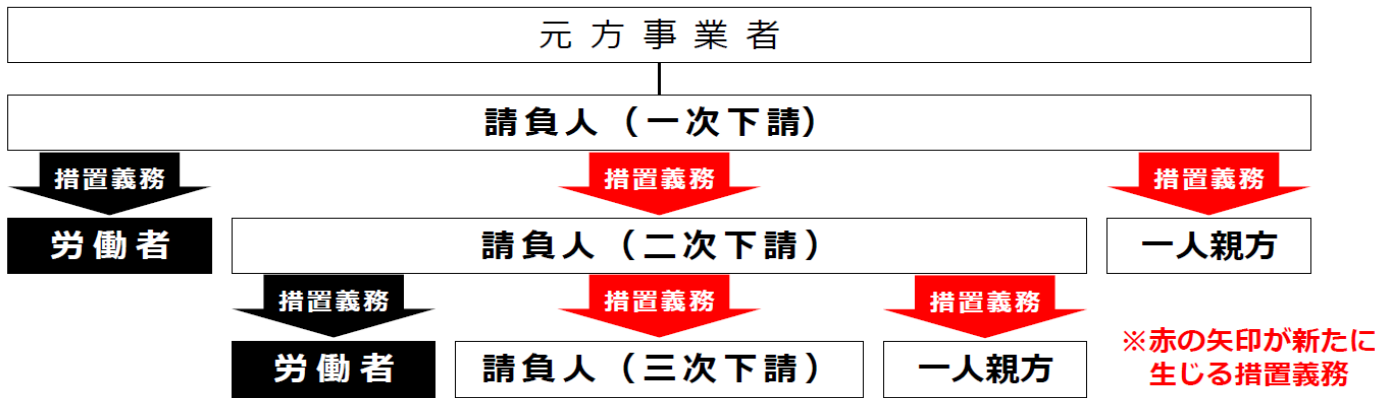 元方事業者
請負人（一次下請）
措置義務
措置義務
措置義務
労働者
請負人（二次下請）
一人親方
措置義務
措置義務
措置義務
労働者
請負人（三次下請）
一人親方
※赤の矢印が新たに
生じる措置義務